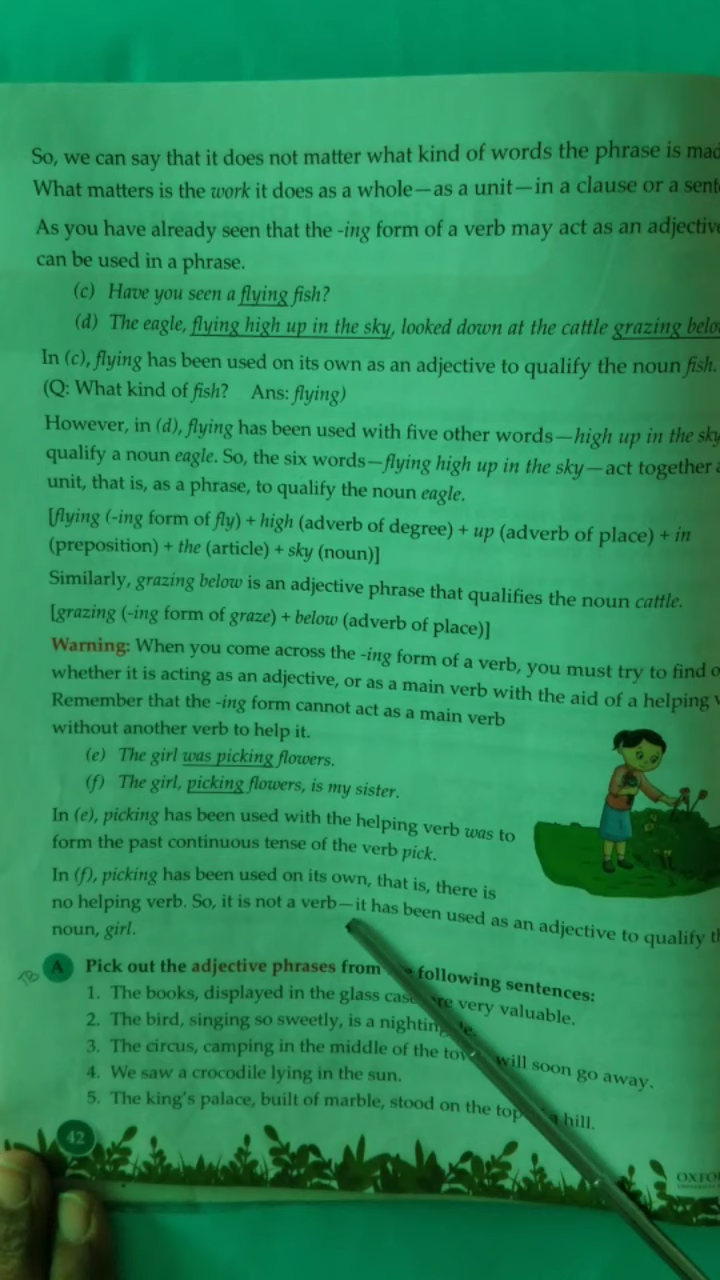 So, we can say that it does not matter what kind of words the phrase is
What matters is the work it does as a whole—as a unit—in a clause or a
As you have already seen that the -ing form of a verb may act as an
can be used in a phrase.
(c) Have you seen a flying fish?
(d) The eagle, flying high up in the sky, looked down at the cattle grazing
In (c), flying has been used on its own as an adjective to qualify the noun fish.
(Q: What kind of fish? Ans: flying)
However, in (d), flying has been used with five other words—high up in the sky
qualify a noun eagle. So, the six words—flying high up in the sky—act together
unit, that is, as a phrase, to qualify the noun eagle.
[flying (-ing form of fly) + high (adverb of degree) + up (adverb of place) + in
(preposition) + the (article) + sky (noun)]
Similarly, grazing below is an adjective phrase that qualifies the noun cattle.
[grazing (-ing form of graze) + below (adverb of place)]
Warning: When you come across the -ing form of a verb, you must try to find
whether it is acting as an adjective, or as a main verb with the aid of a helping
Remember that the -ing form cannot act as a main verb
without another verb to help it.
(e) The girl was picking flowers.
(f) The girl, picking flowers, is my sister.
In (e), picking has been used with the helping verb was to
form the past continuous tense of the verb pick.
In (f), picking has been used on its own, that is, there is
no helping verb. So, it is not a verb—it has been used as an adjective to qualify
noun, girl.
A Pick out the adjective phrases from following sentences:
1. The books, displayed in the glass very valuable.
2. The bird, singing so sweetly, is a
3. The circus, camping in the middle of the will soon go away.
4. We saw a crocodile lying in the sun.
5. The king's palace, built of marble, stood on the top hill.
42